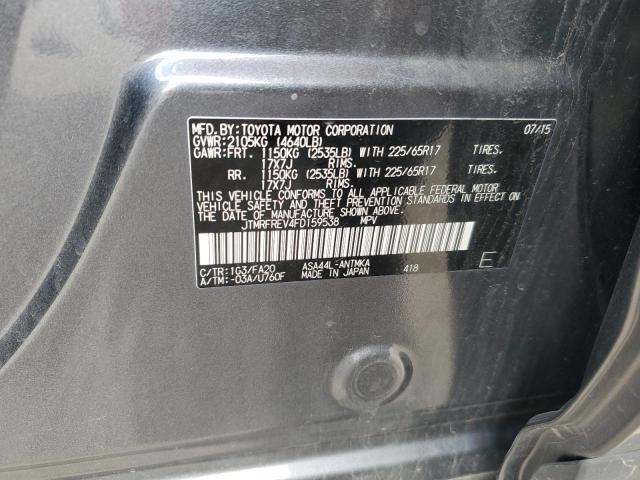 MFD.BY:TOYOTA MOTOR CORPORATION 07/15
GVWR:2105KG (4640LB)
GAWR:FRT. 1150KG (2535LB) WITH 225/65R17 TIRES.
17X7J RIMS.
RR. 1150KG (2535LB) WITH 225/65R17 TIRES.
17X7J RIMS.
THIS VEHICLE CONFORMS TO ALL APPLICABLE FEDERAL MOTOR
VEHICLE SAFETY AND THEFT PREVENTION STANDARDS IN EFFECT ON
THE DATE OF MANUFACTURE SHOWN ABOVE.
JTMRFREV4FD159538 MPV
C/TR:1G3/FA20 ASA44L-ANTMKA 418 E
A/TM:-03A/U760F MADE IN JAPAN